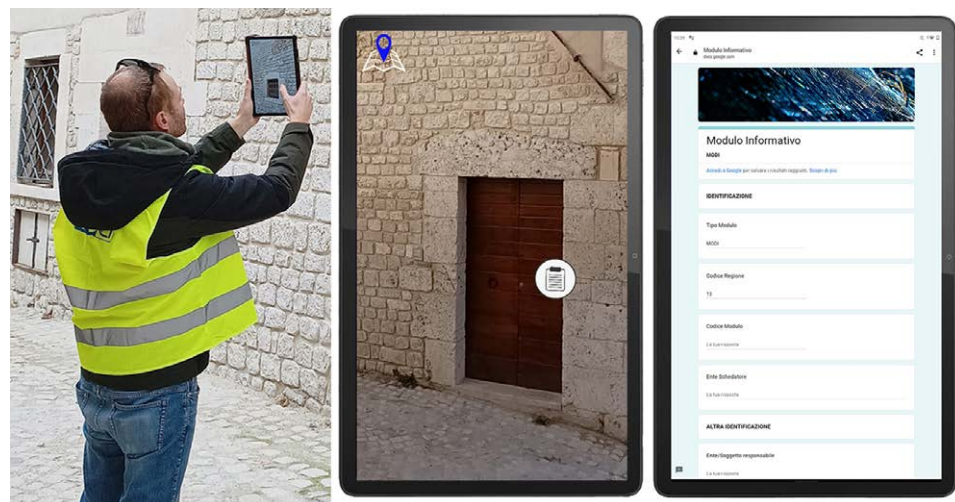 Modulo Informativo
docs.google.com
Modulo Informativo
MODI
Accedi a Google per salvare i risultati raggiunti. Scopri di più
IDENTIFICAZIONE
Tipo Modulo
MODI
Codice Regione
13
Codice Modulo
La tua risposta
Ente Schedatore
La tua risposta
ALTRA IDENTIFICAZIONE
Ente/Soggetto responsabile
La tua risposta